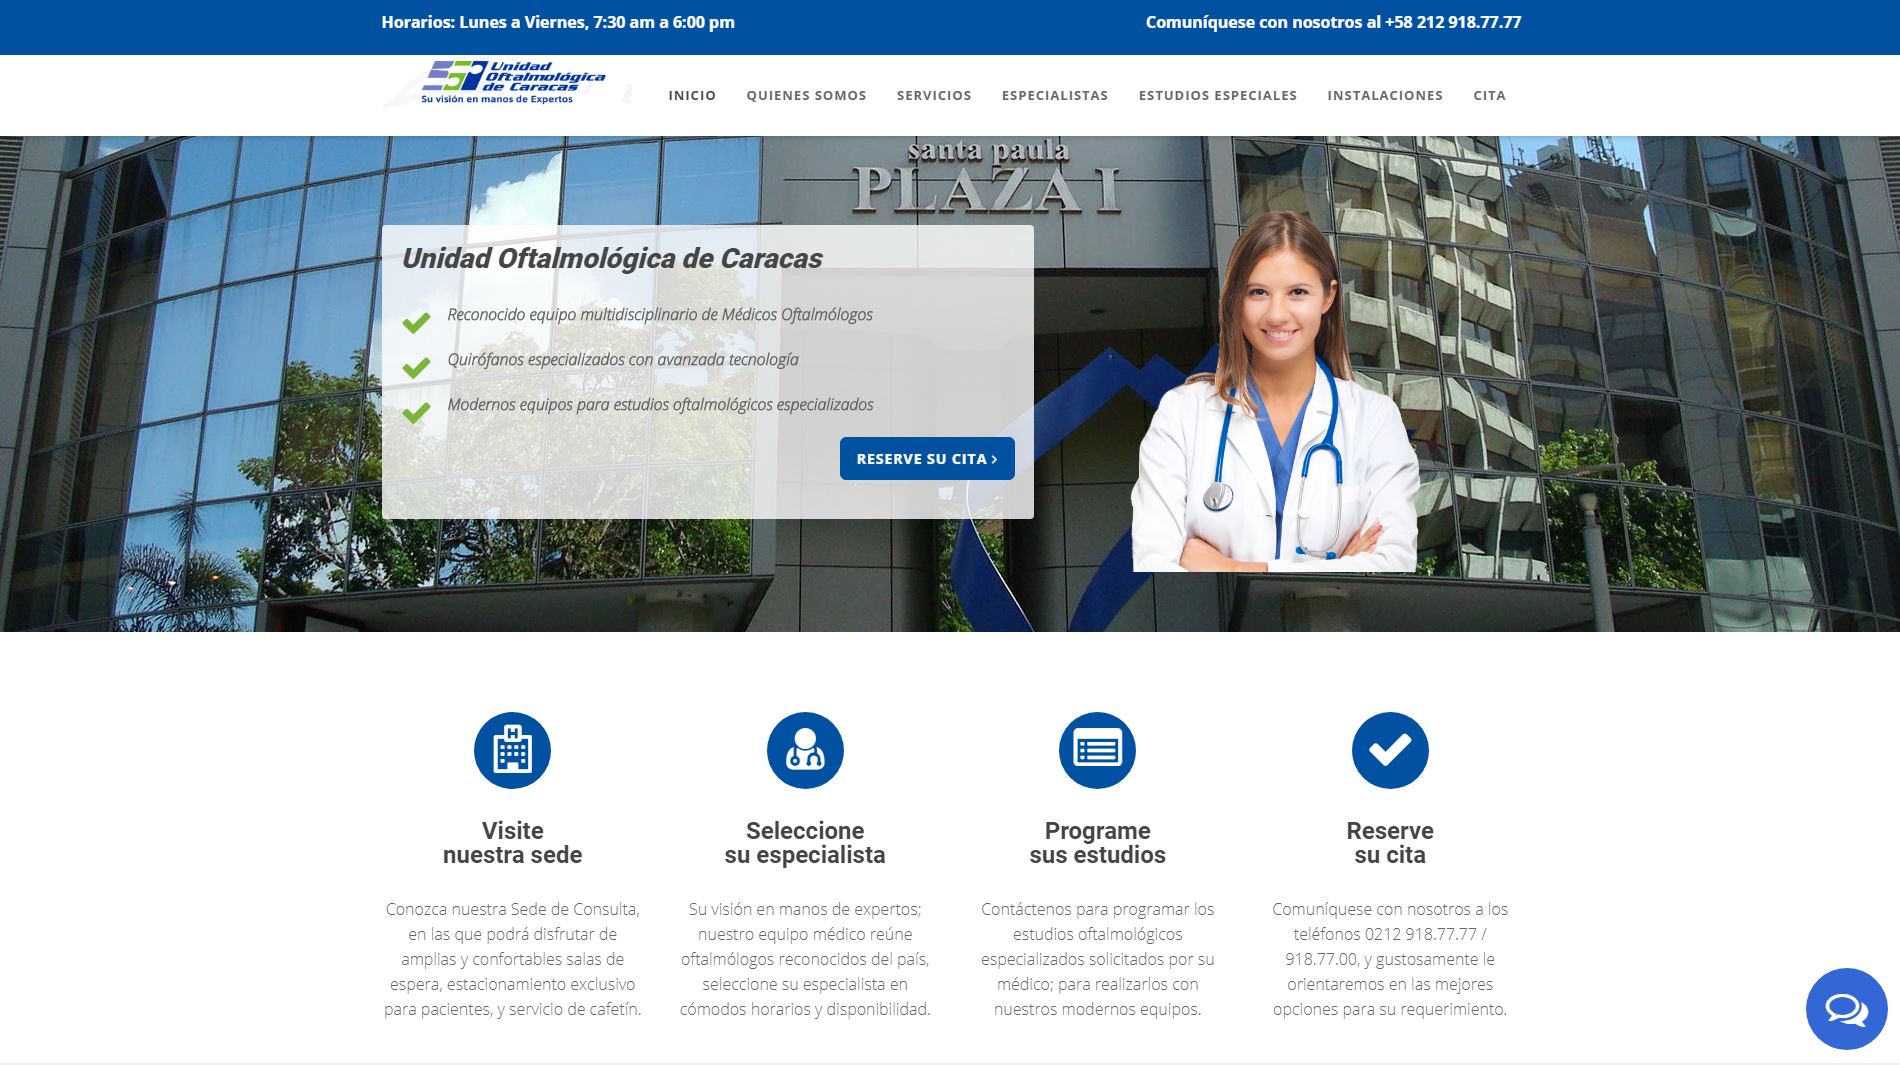 Horarios: Lunes a Viernes, 7:30 am a 6:00 pm
Comuníquese con nosotros al +58 212 918.77.77
Unidad
Oftalmológica
de Caracas
Su visión en manos de Expertos
INICIO
QUIENES SOMOS
SERVICIOS
ESPECIALISTAS
ESTUDIOS ESPECIALES
INSTALACIONES
CITA
santa paula
PLAZA I
Unidad Oftalmológica de Caracas
Reconocido equipo multidisciplinario de Médicos Oftalmólogos
Quirófanos especializados con avanzada tecnología
Modernos equipos para estudios oftalmológicos especializados
RESERVE SU CITA ›
Visite
nuestra sede
Conozca nuestra Sede de Consulta,
en las que podrá disfrutar de
amplias y confortables salas de
espera, estacionamiento exclusivo
para pacientes, y servicio de cafetín.
Seleccione
su especialista
Su visión en manos de expertos;
nuestro equipo médico reúne
oftalmólogos reconocidos del país,
seleccione su especialista en
cómodos horarios y disponibilidad.
Programe
sus estudios
Contáctenos para programar los
estudios oftalmológicos
especializados solicitados por su
médico; para realizarlos con
nuestros modernos equipos.
Reserve
su cita
Comuníquese con nosotros a los
teléfonos 0212 918.77.77 /
918.77.00, y gustosamente le
orientaremos en las mejores
opciones para su requerimiento.